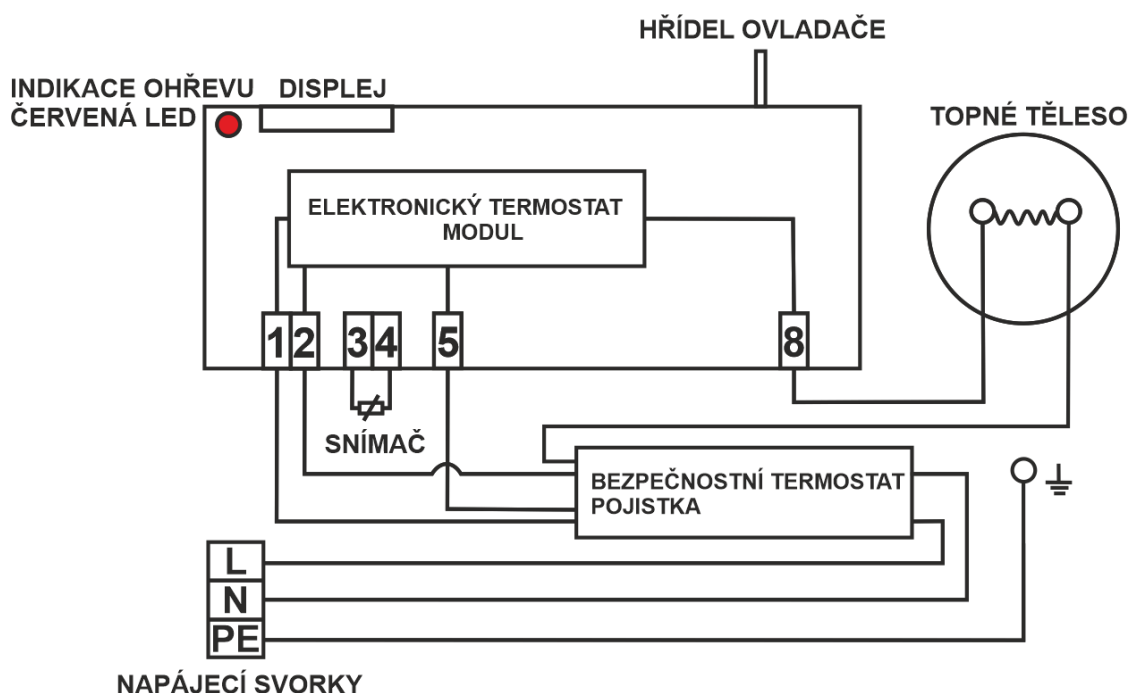 HŘÍDEL OVLADAČE
INDIKACE OHŘEVU
ČERVENÁ LED
DISPLEJ
TOPNÉ TĚLESO
ELEKTRONICKÝ TERMOSTAT
MODUL
1 2 3 4 5 8
SNÍMAČ
BEZPEČNOSTNÍ TERMOSTAT
POJISTKA
L
N
PE
NAPÁJECÍ SVORKY